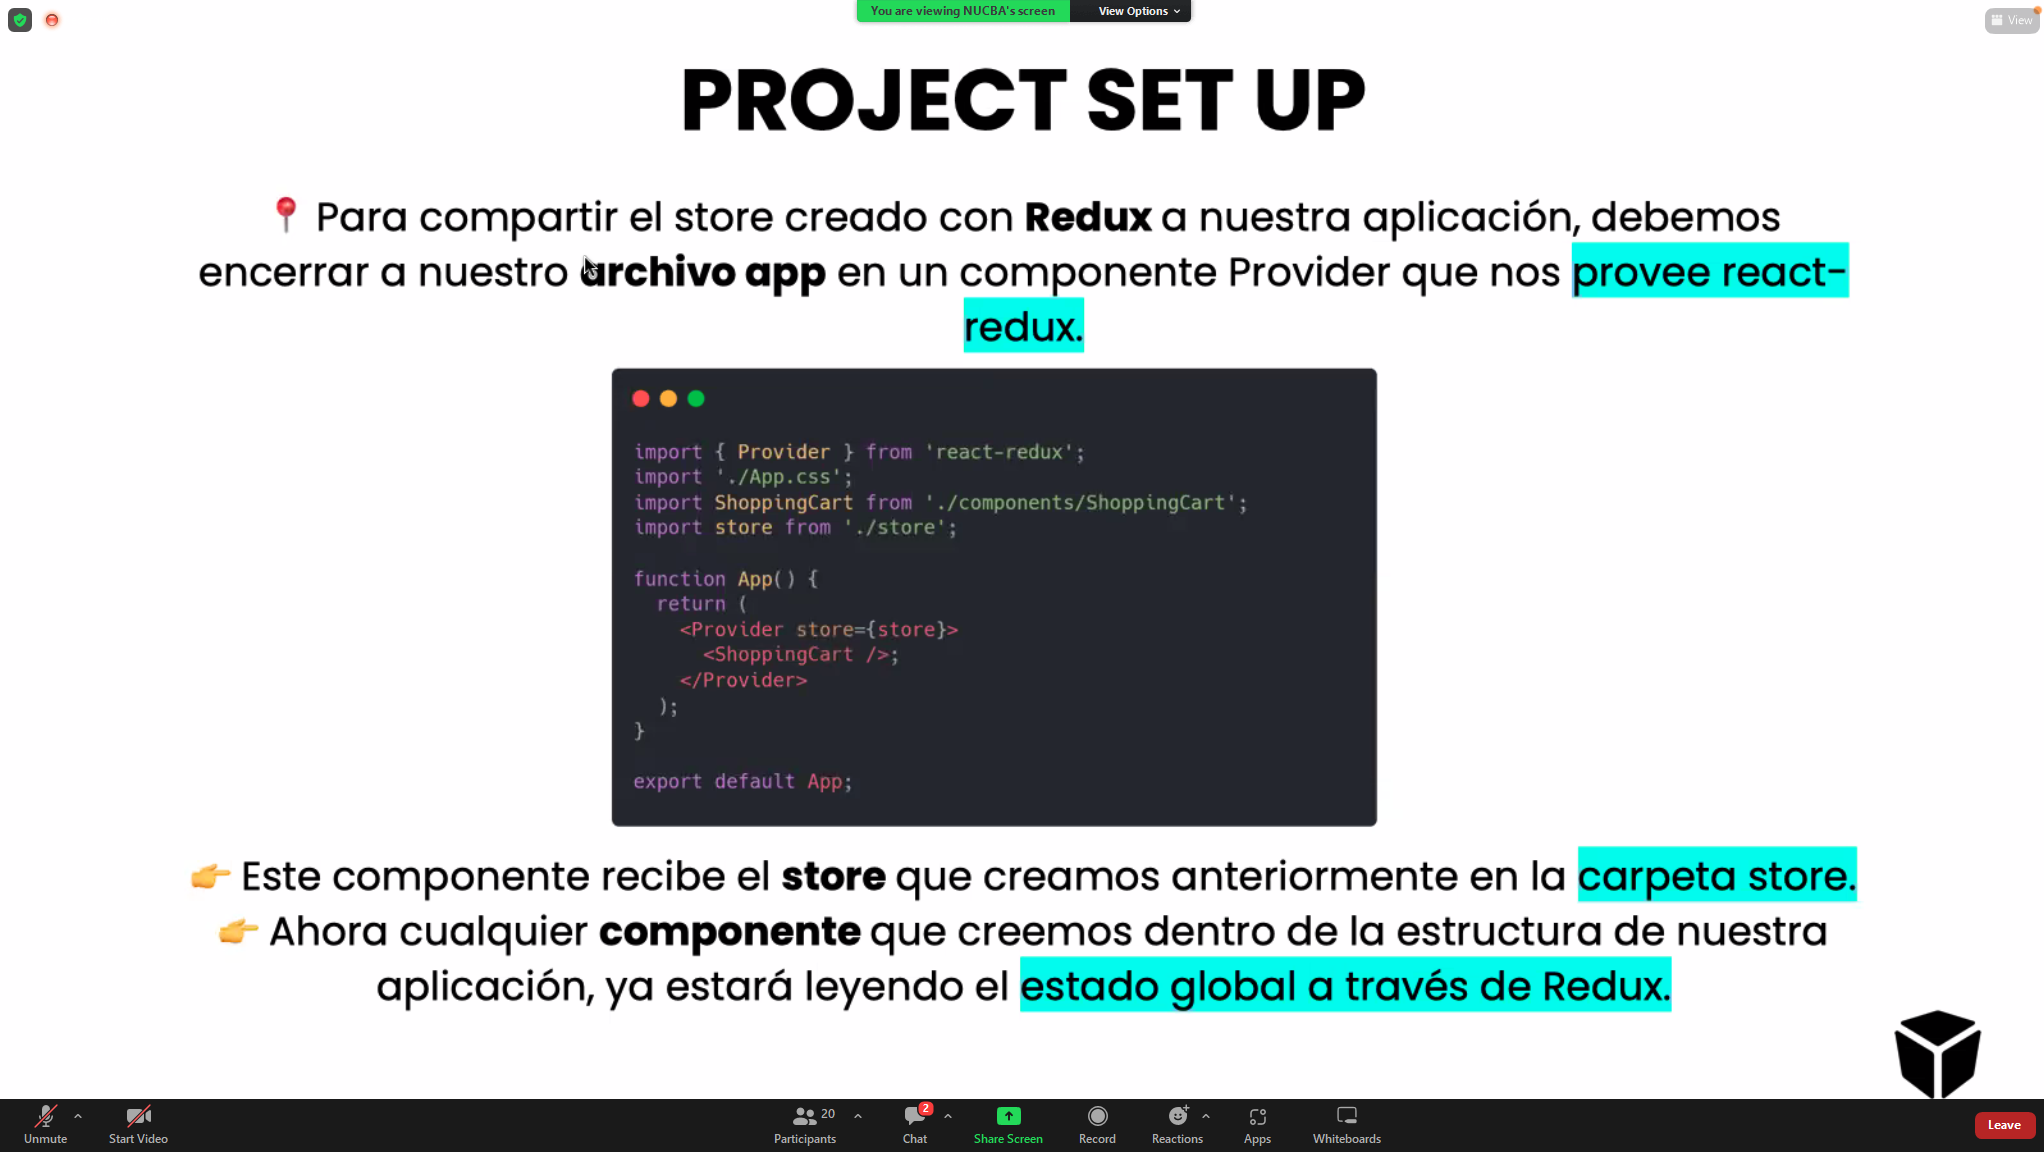 You are viewing NUCBA's screen
View Options
View
PROJECT SET UP
Para compartir el store creado con Redux a nuestra aplicación, debemos
encerrar a nuestro archivo app en un componente Provider que nos provee react-
redux.
import { Provider } from 'react-redux';
import './App.css';
import ShoppingCart from './components/ShoppingCart';
import store from './store';
function App() {
return (
<Provider store={store}>
<ShoppingCart />;
</Provider>
);
}
export default App;
Este componente recibe el store que creamos anteriormente en la carpeta store.
Ahora cualquier componente que creemos dentro de la estructura de nuestra
aplicación, ya estará leyendo el estado global a través de Redux.
Unmute
Start Video
20
Participants
2
Chat
Share Screen
Record
Reactions
Apps
Whiteboards
Leave